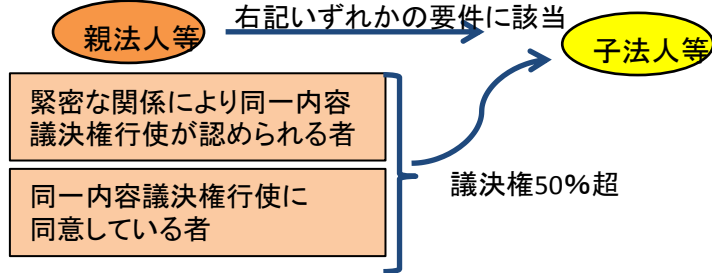 右記いずれかの要件に該当
親法人等
子法人等
緊密な関係により同一内容
議決権行使が認められる者
議決権50%超
同一内容議決権行使に
同意している者